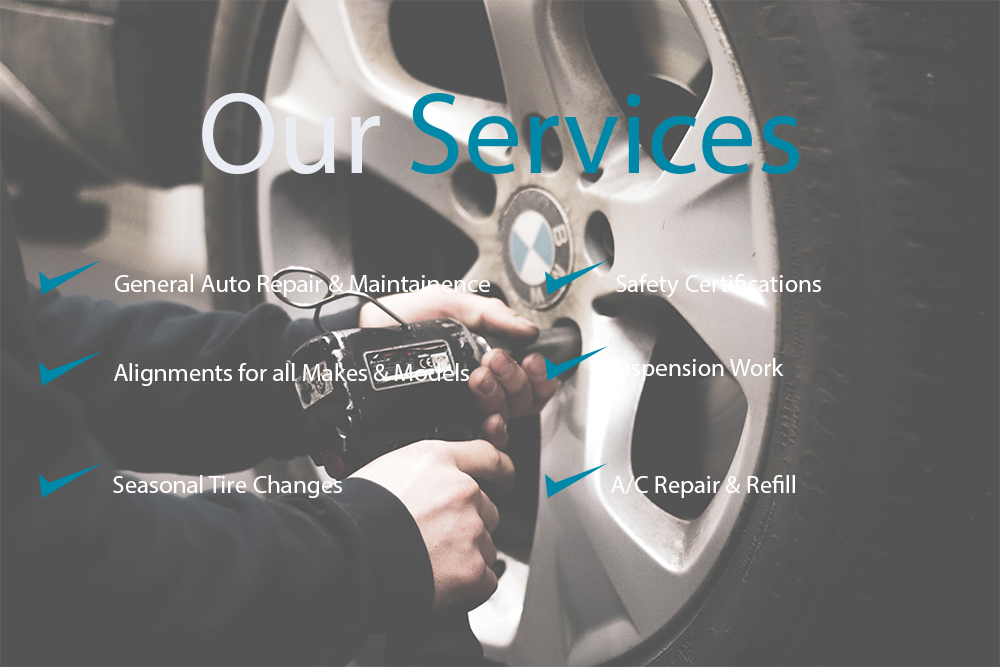 Our Services
General Auto Repair & Maintainence
Safety Certifications
Alignments for all Makes & Models
Suspension Work
Seasonal Tire Changes
A/C Repair & Refill
B
M
CE